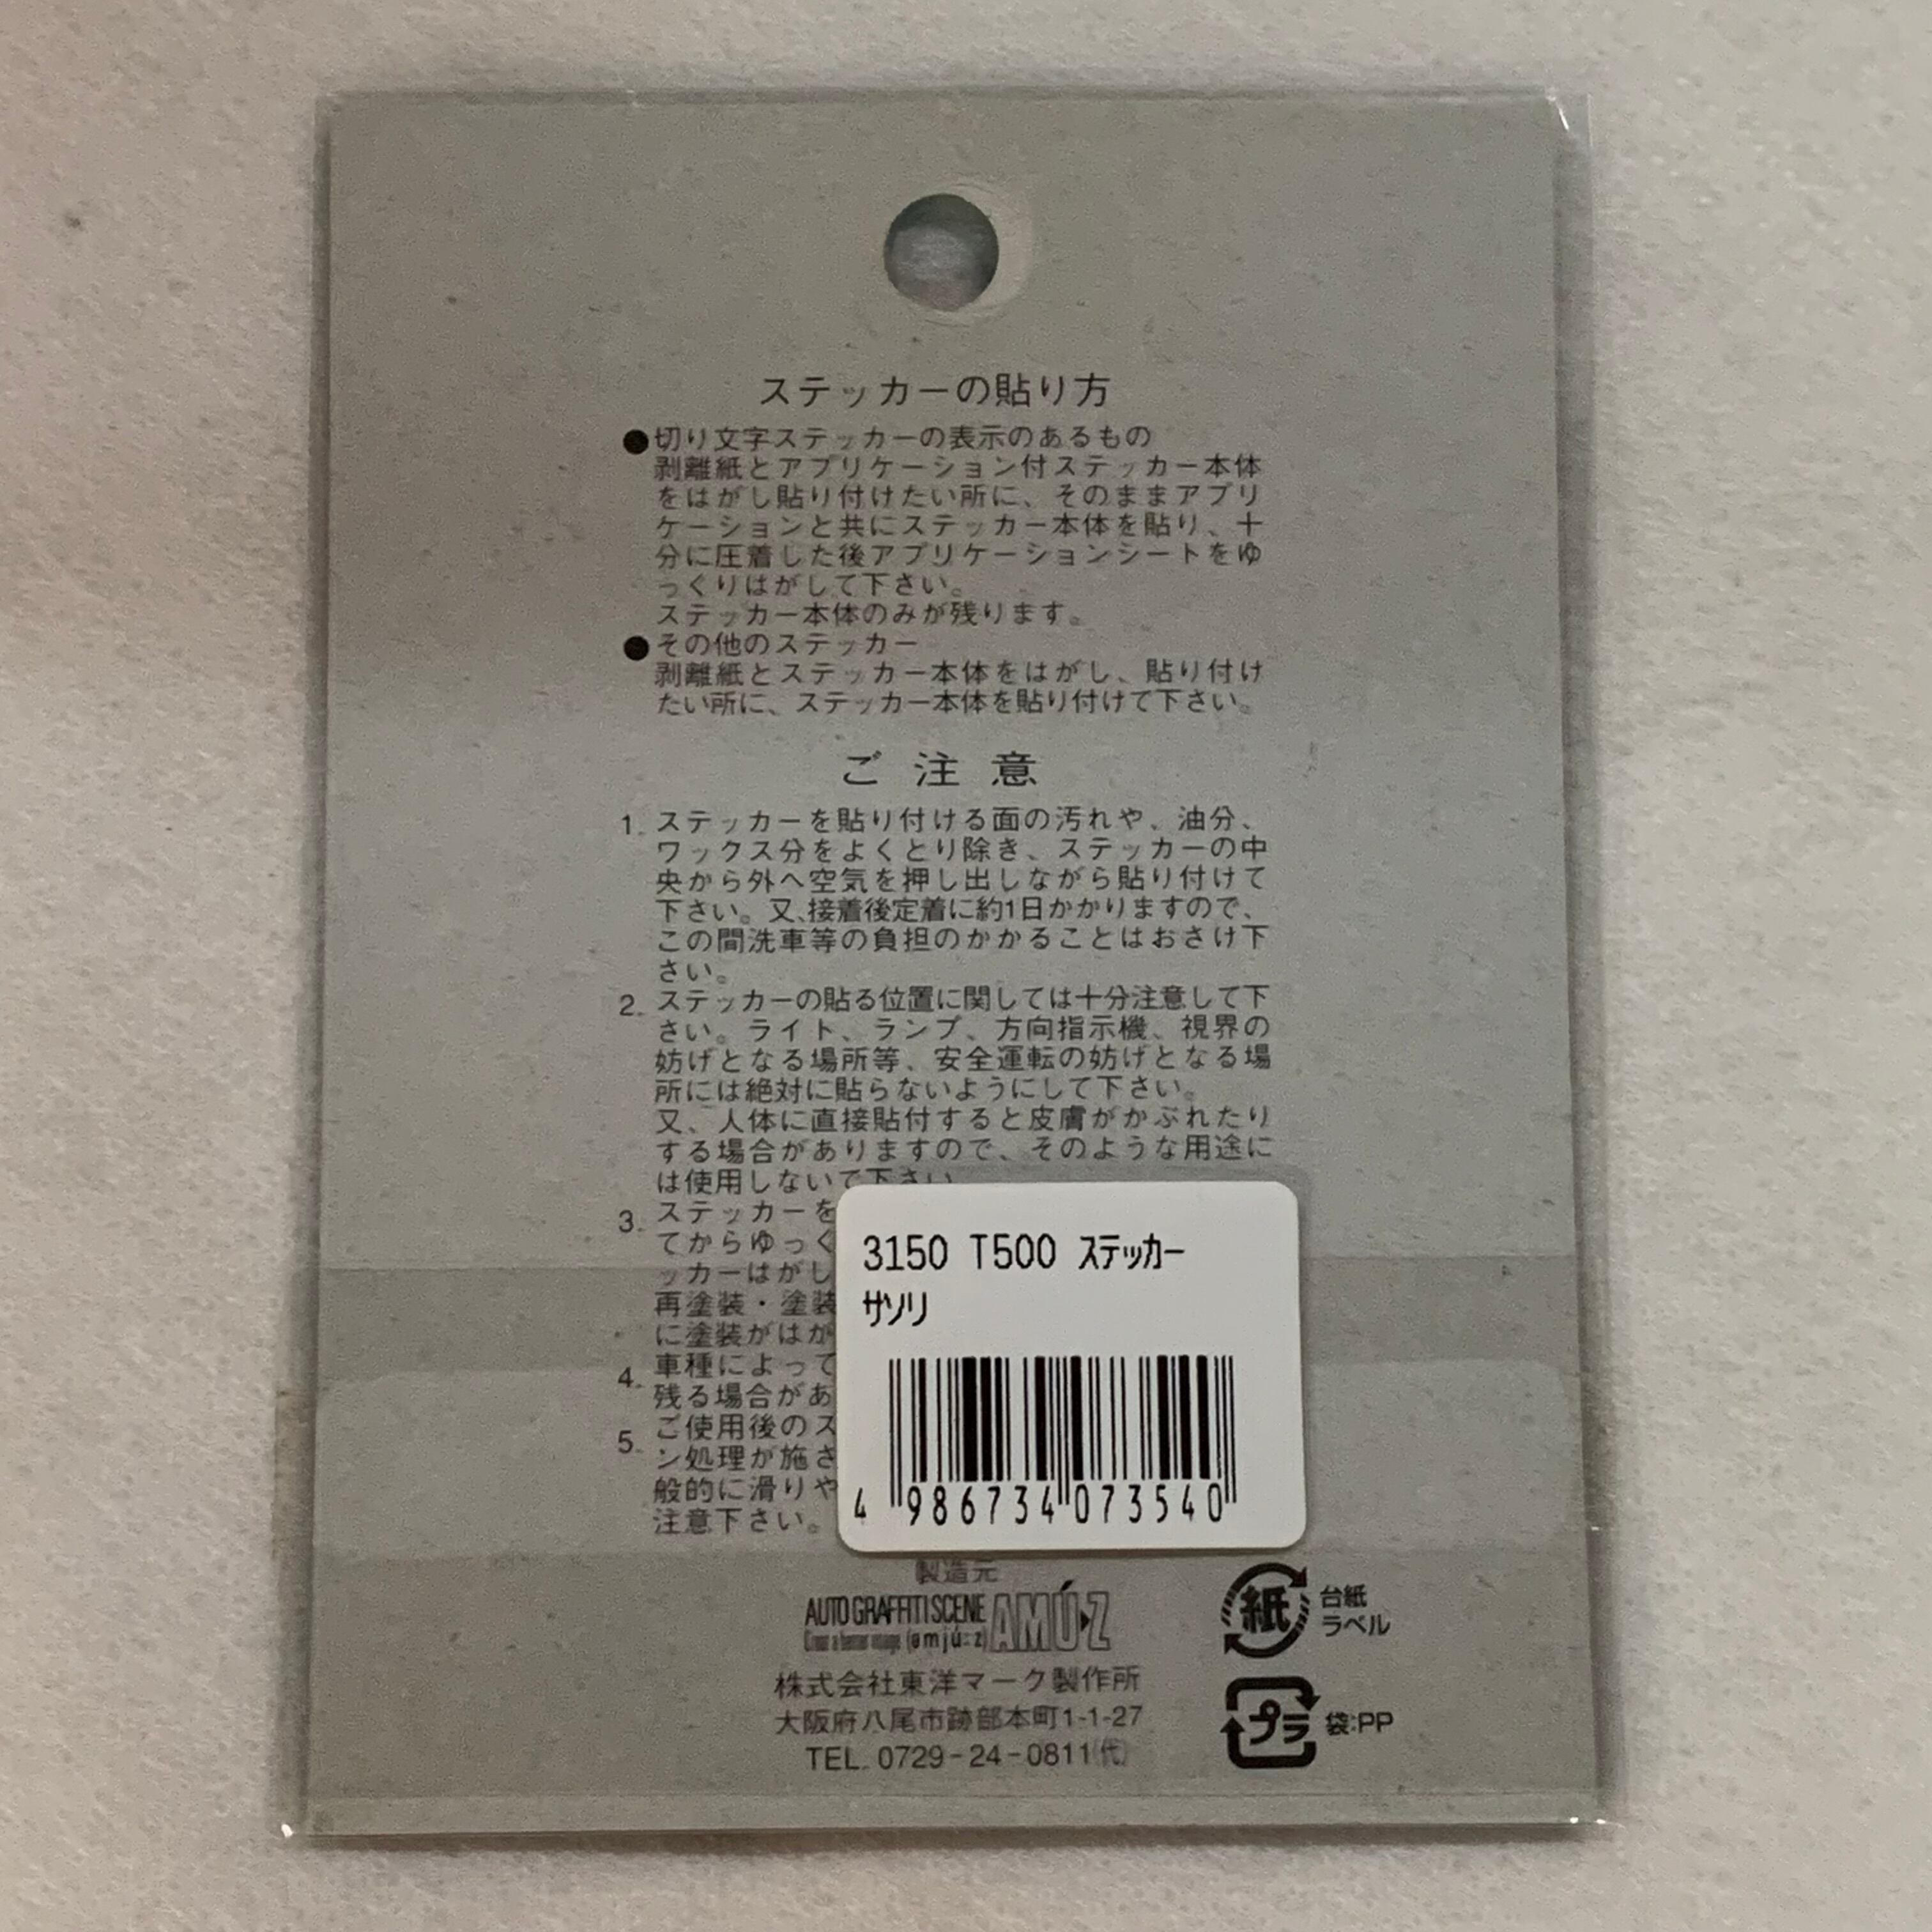 ステッカーの貼り方
●切り文字ステッカーの表示のあるもの
剥離紙とアプリケーション付ステッカー本体
をはがし貼り付けたい所に、そのままアプリ
ケーションと共にステッカー本体を貼り、十
分に圧着した後アプリケーションシートをゆ
っくりはがして下さい。
ステッカー本体のみが残ります。
●その他のステッカー
剥離紙とステッカー本体をはがし、貼り付け
たい所に、ステッカー本体を貼り付けて下さい。
ご注意
1. ステッカーを貼り付ける面の汚れや、油分、
ワックス分をよくとり除き、ステッカーの中
央から外へ空気を押し出しながら貼り付けて
下さい。又、接着後定着に約1日かかりますので、
この間洗車等の負担のかかることはおさけ下
さい。
2. ステッカーの貼る位置に関しては十分注意して下
さい。ライト、ランプ、方向指示機、視界の
妨げとなる場所等、安全運転の妨げとなる場
所には絶対に貼らないようにして下さい。
又、人体に直接貼付すると皮膚がかぶれたり
する場合がありますので、そのような用途に
は使用しないで下さい
3. ステッカーを
てからゆっく
ッカーはがし
再塗装・塗装
に塗装がはが
4. 車種によって
残る場合があ
5. ご使用後のス
ン処理が施さ
般的に滑りや
注意下さい。
3150 T500 ステッカー
サソリ
4 986734 073540
製造元
AUTO GRAFFITI SCENE AMÚZ
(əmjú:z)
株式会社東洋マーク製作所
大阪府八尾市跡部本町1-1-27
TEL. 0729-24-0811(代)
紙 台紙
ラベル
プラ 袋:PP